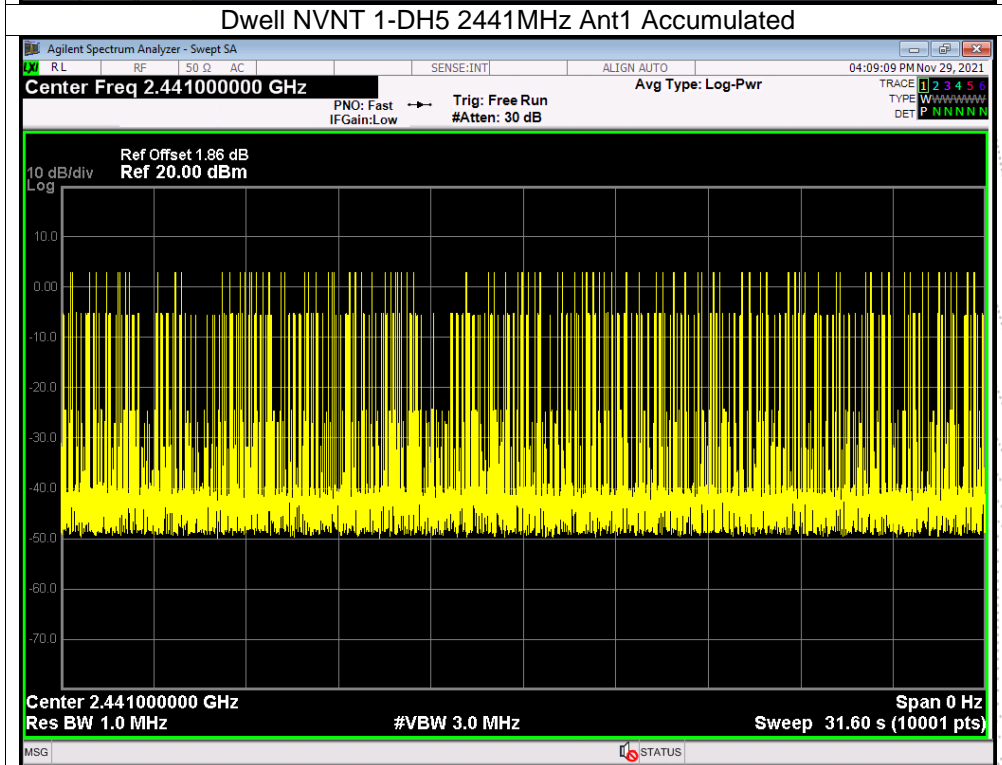 Dwell NVNT 1-DH5 2441MHz Ant1 Accumulated
Agilent Spectrum Analyzer - Swept SA
LXI RL RF 50 Ω AC SENSE:INT ALIGN AUTO 04:09:09 PM Nov 29, 2021
Center Freq 2.441000000 GHz
Avg Type: Log-Pwr
TRACE 1 2 3 4 5 6
TYPE WWWWWW
DET P N N N N N
PNO: Fast Trig: Free Run
IFGain:Low #Atten: 30 dB
Ref Offset 1.86 dB
10 dB/div Ref 20.00 dBm
Log
10.0
0.00
-10.0
-20.0
-30.0
-40.0
-50.0
-60.0
-70.0
Center 2.441000000 GHz Span 0 Hz
Res BW 1.0 MHz #VBW 3.0 MHz Sweep 31.60 s (10001 pts)
MSG STATUS